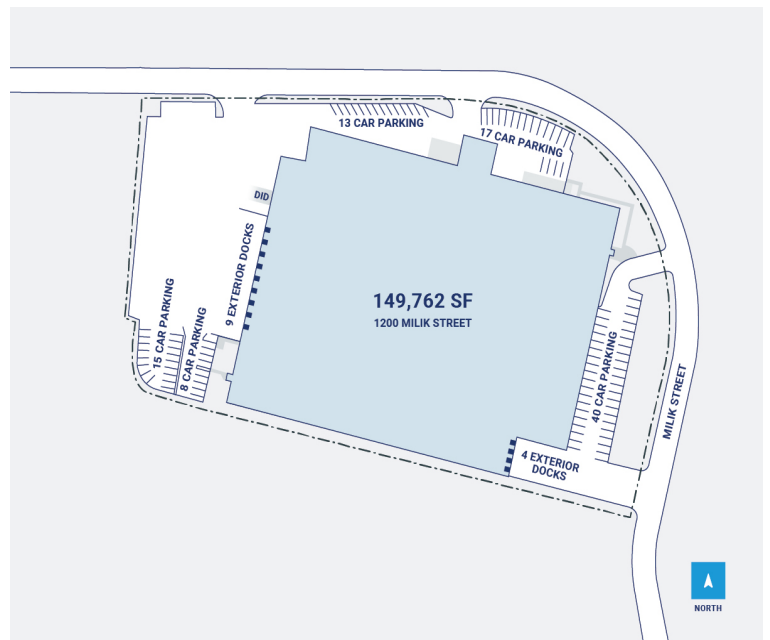 13 CAR PARKING
17 CAR PARKING
DID
9 EXTERIOR DOCKS
149,762 SF
1200 MILIK STREET
15 CAR PARKING
8 CAR PARKING
40 CAR PARKING
MILIK STREET
4 EXTERIOR
DOCKS
NORTH